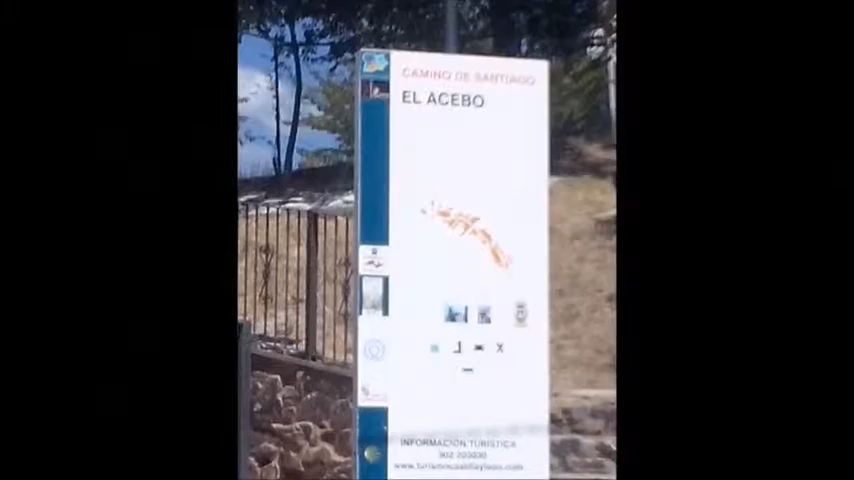 CAMINO DE SANTIAGO
EL ACEBO
INFORMACIÓN TURÍSTICA
902 203030
www.turismocastillayleon.com